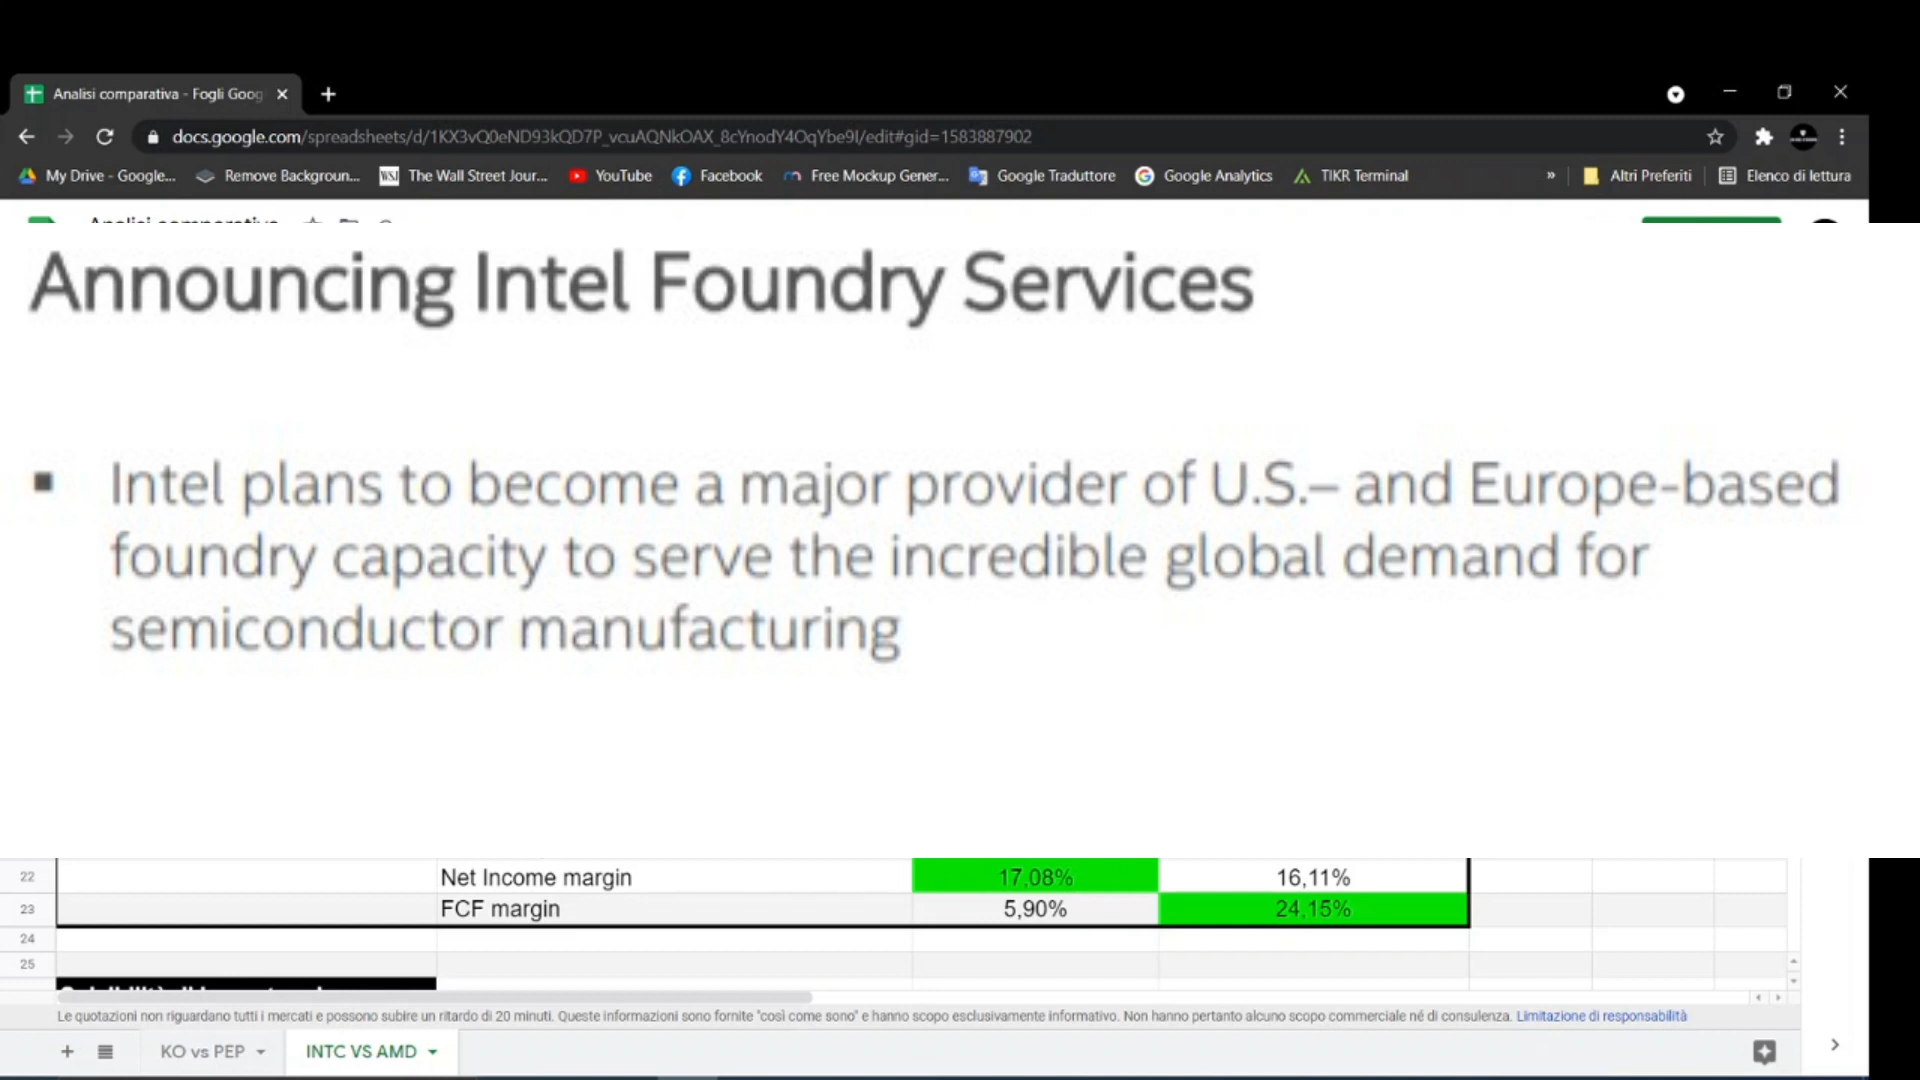 Analisi comparativa - Fogli Goog
docs.google.com/spreadsheets/d/1KX3vQ0eND93kQD7P_vcuAQNkOAX_8cYnodY4OqYbe9I/edit#gid=1583887902
My Drive - Google... Remove Backgroun... WSJ The Wall Street Jour... YouTube Facebook Free Mockup Gener... Google Traduttore Google Analytics TIKR Terminal » Altri Preferiti Elenco di lettura
Analisi comparativa
Announcing Intel Foundry Services
▪ Intel plans to become a major provider of U.S.– and Europe-based
foundry capacity to serve the incredible global demand for
semiconductor manufacturing
22 Net Income margin 17,08% 16,11%
23 FCF margin 5,90% 24,15%
24
25
Le quotazioni non riguardano tutti i mercati e possono subire un ritardo di 20 minuti. Queste informazioni sono fornite "così come sono" e hanno scopo esclusivamente informativo. Non hanno pertanto alcuno scopo commerciale né di consulenza. Limitazione di responsabilità
KO vs PEP INTC VS AMD